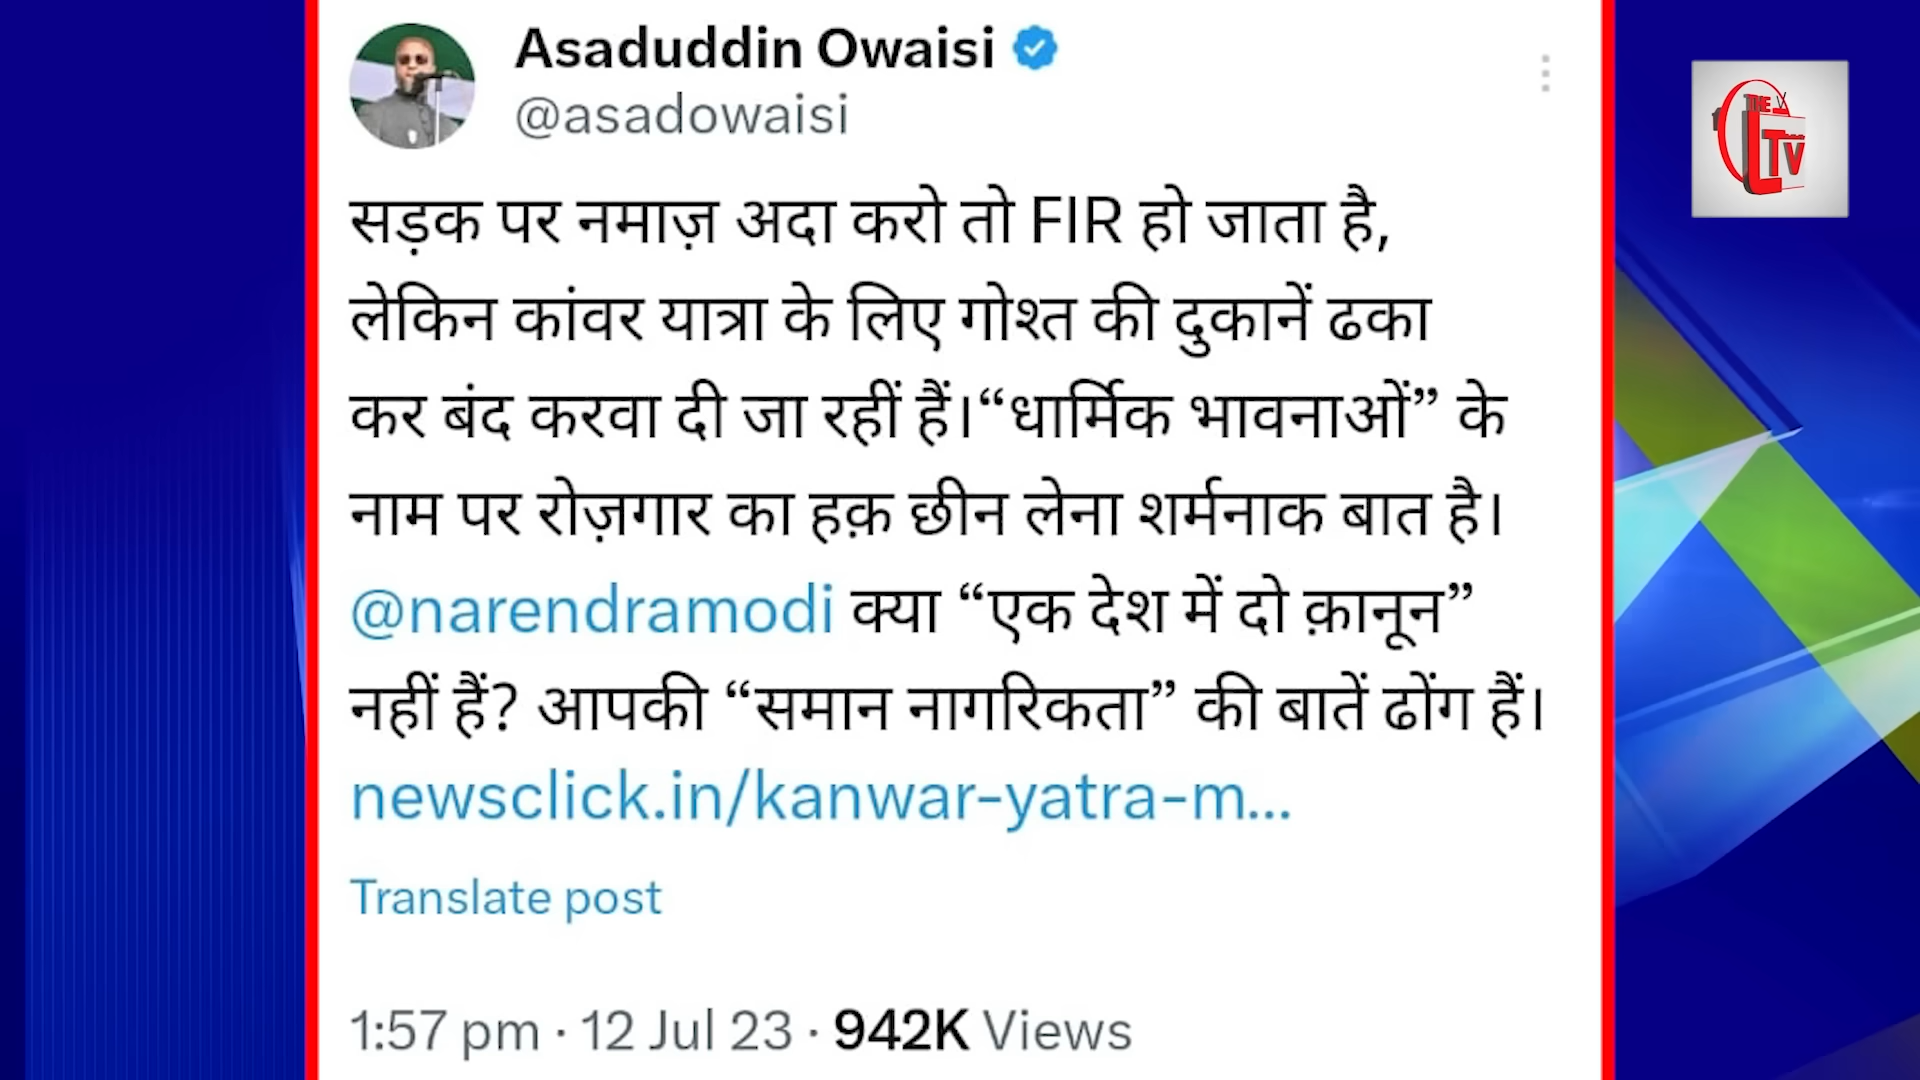 Asaduddin Owaisi
@asadowaisi
सड़क पर नमाज़ अदा करो तो FIR हो जाता है,
लेकिन कांवर यात्रा के लिए गोश्त की दुकानें ढका
कर बंद करवा दी जा रहीं हैं।“धार्मिक भावनाओं” के
नाम पर रोज़गार का हक़ छीन लेना शर्मनाक बात है।
@narendramodi क्या “एक देश में दो क़ानून”
नहीं हैं? आपकी “समान नागरिकता” की बातें ढोंग हैं।
newsclick.in/kanwar-yatra-m...
Translate post
1:57 pm · 12 Jul 23 · 942K Views
THE
TV